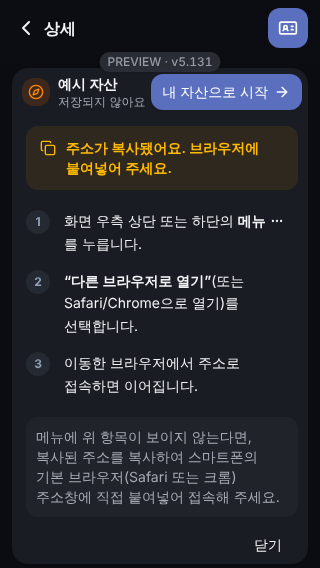 상세
PREVIEW · v5.131
예시 자산
저장되지 않아요
내 자산으로 시작 →
주소가 복사됐어요. 브라우저에
붙여넣어 주세요.
1 화면 우측 상단 또는 하단의 메뉴 ···
를 누릅니다.
2 “다른 브라우저로 열기”(또는
Safari/Chrome으로 열기)를
선택합니다.
3 이동한 브라우저에서 주소로
접속하면 이어집니다.
메뉴에 위 항목이 보이지 않는다면,
복사된 주소를 복사하여 스마트폰의
기본 브라우저(Safari 또는 크롬)
주소창에 직접 붙여넣어 접속해 주세요.
닫기